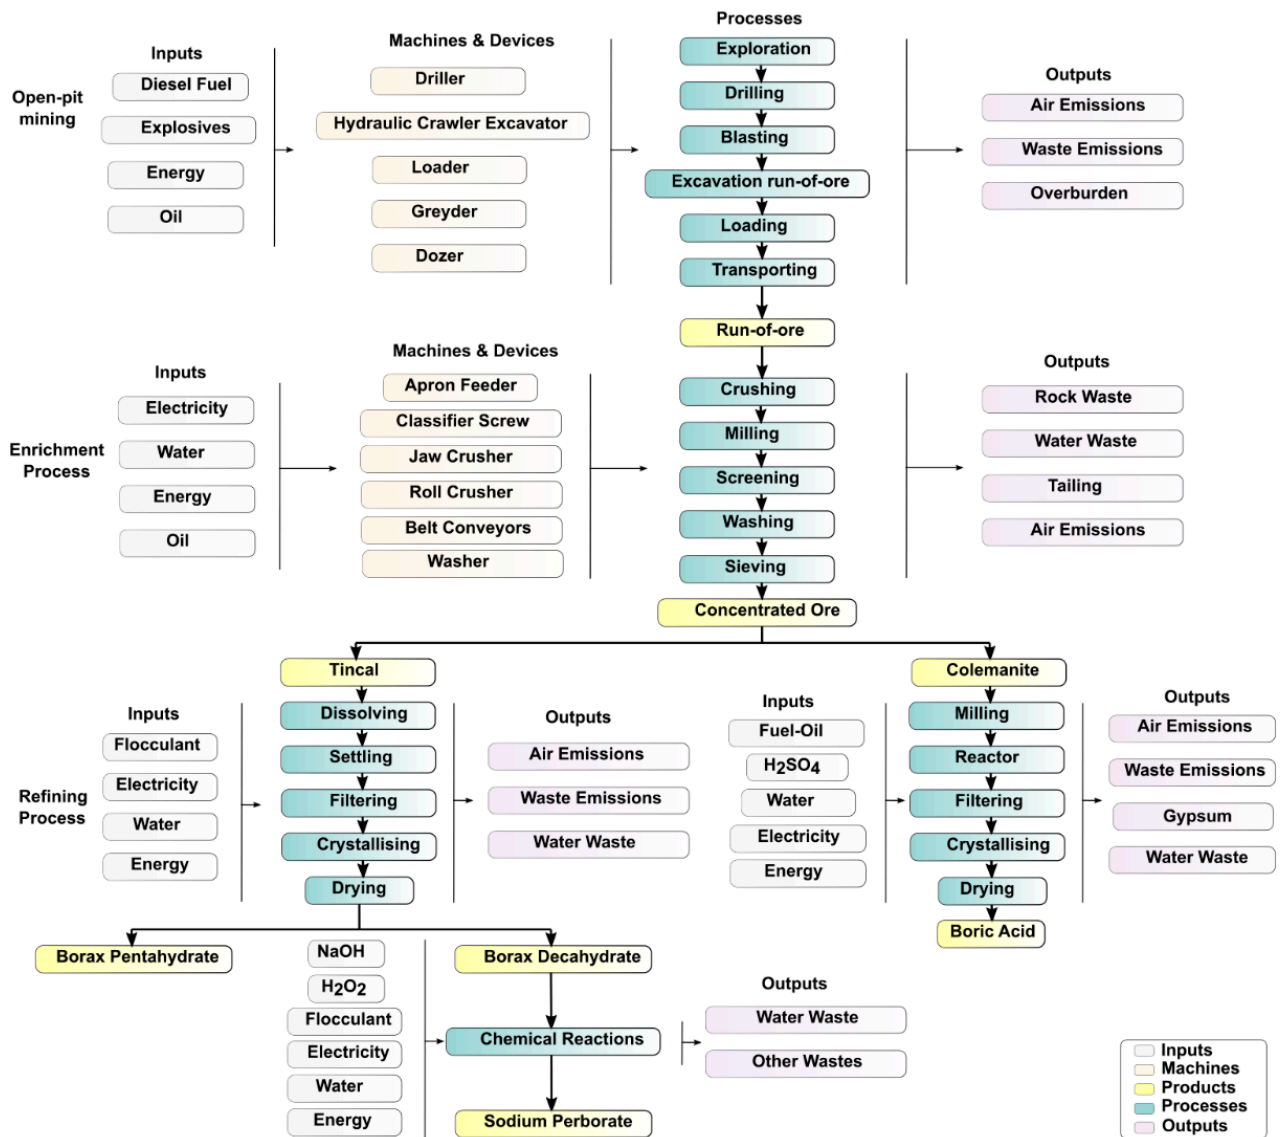 Processes
Inputs
Machines & Devices
Exploration
Outputs
Open-pit
mining
Diesel Fuel
Explosives
Energy
Oil
Driller
Hydraulic Crawler Excavator
Loader
Greyder
Dozer
Drilling
Blasting
Excavation run-of-ore
Loading
Transporting
Air Emissions
Waste Emissions
Overburden
Run-of-ore
Enrichment
Process
Inputs
Electricity
Water
Energy
Oil
Machines & Devices
Apron Feeder
Classifier Screw
Jaw Crusher
Roll Crusher
Belt Conveyors
Washer
Crushing
Milling
Screening
Washing
Sieving
Outputs
Rock Waste
Water Waste
Tailing
Air Emissions
Concentrated Ore
Refining
Process
Inputs
Flocculant
Electricity
Water
Energy
Tincal
Dissolving
Settling
Filtering
Crystallising
Drying
Outputs
Air Emissions
Waste Emissions
Water Waste
Inputs
Fuel-Oil
H2SO4
Water
Electricity
Energy
Colemanite
Milling
Reactor
Filtering
Crystallising
Drying
Boric Acid
Outputs
Air Emissions
Waste Emissions
Gypsum
Water Waste
Borax Pentahydrate
NaOH
H2O2
Flocculant
Electricity
Water
Energy
Borax Decahydrate
Chemical Reactions
Sodium Perborate
Outputs
Water Waste
Other Wastes
Inputs
Machines
Products
Processes
Outputs